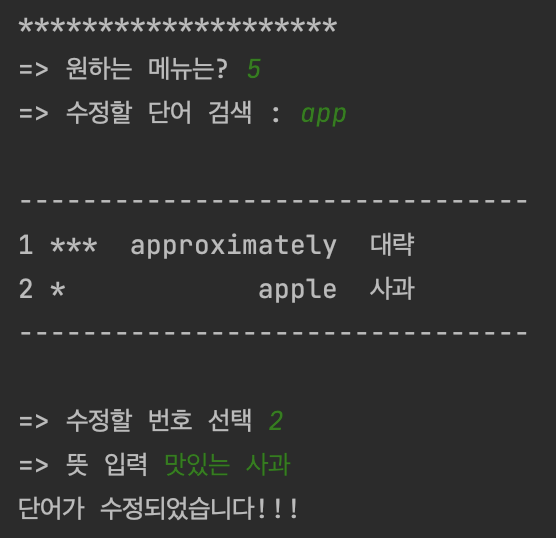 ********************
=> 원하는 메뉴는? 5
=> 수정할 단어 검색 : app
--------------------------------
1 ***  approximately  대략
2 *            apple  사과
--------------------------------
=> 수정할 번호 선택 2
=> 뜻 입력 맛있는 사과
단어가 수정되었습니다!!!